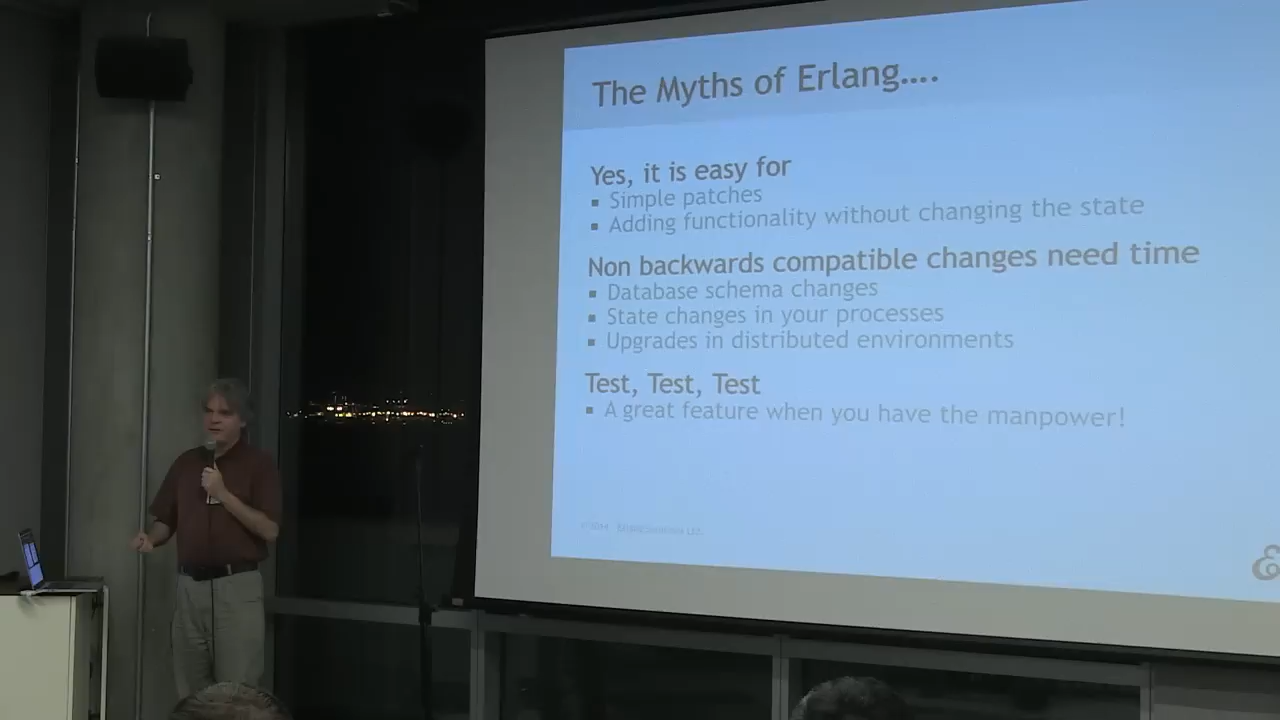 The Myths of Erlang....
Yes, it is easy for
▪ Simple patches
▪ Adding functionality without changing the state
Non backwards compatible changes need time
▪ Database schema changes
▪ State changes in your processes
▪ Upgrades in distributed environments
Test, Test, Test
▪ A great feature when you have the manpower!